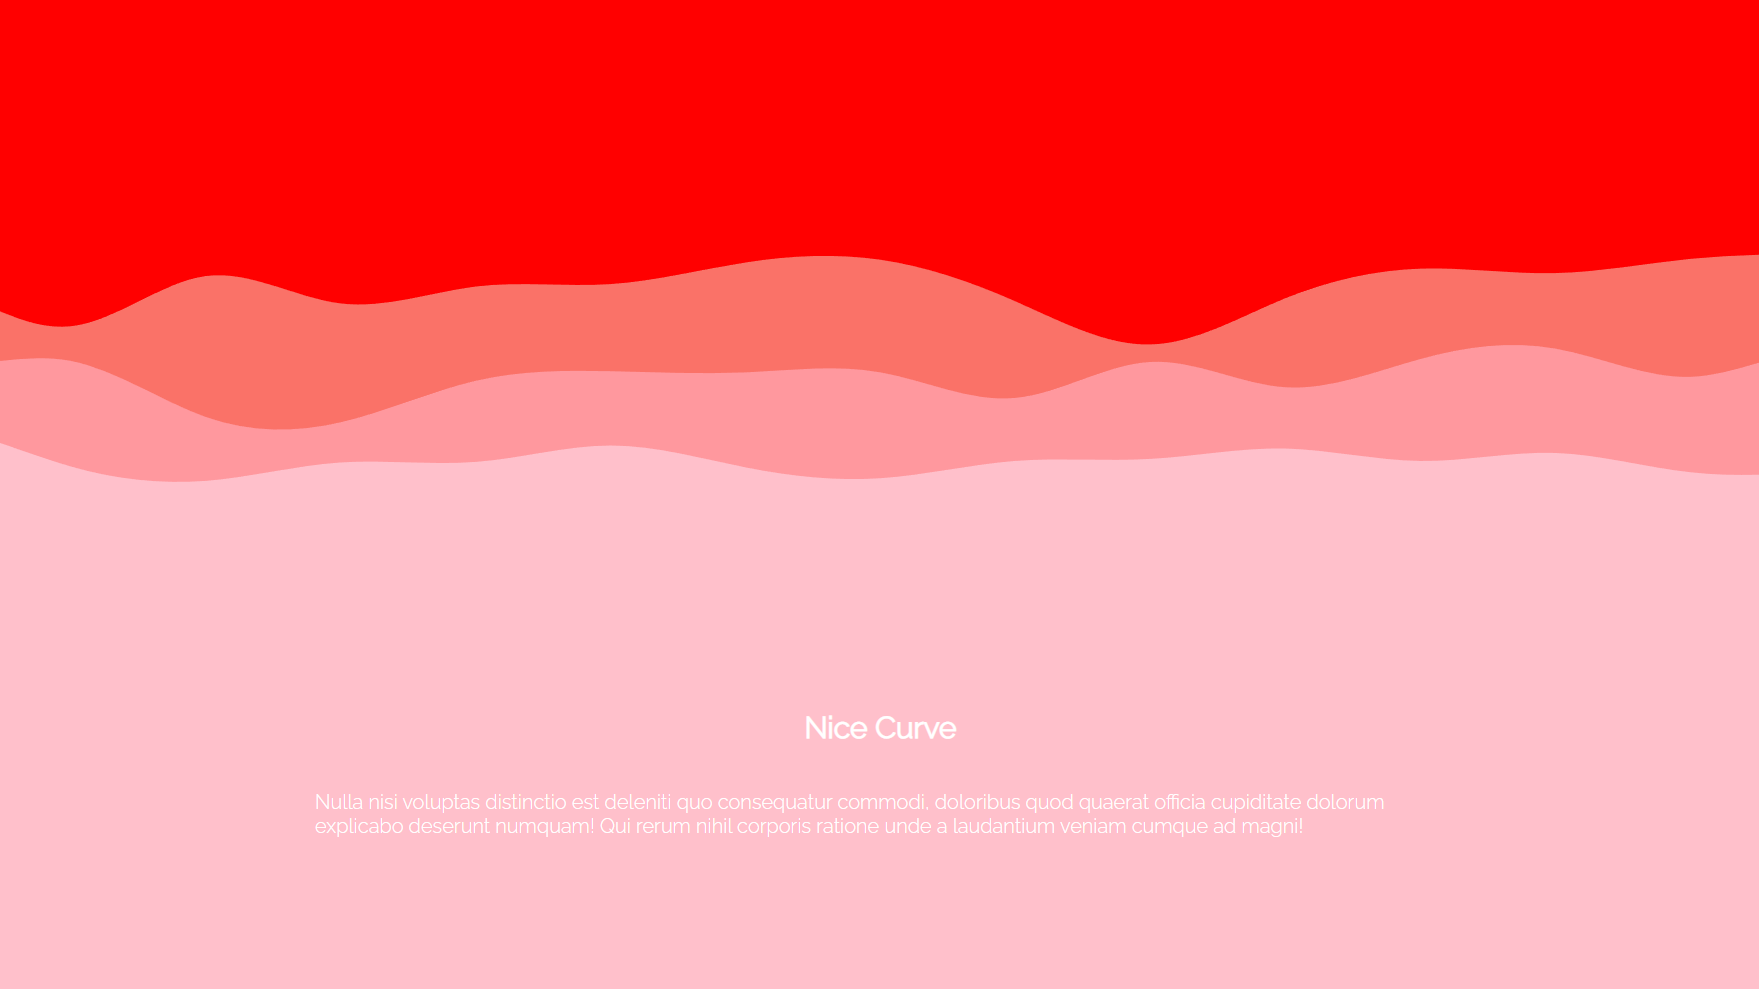 Nice Curve
Nulla nisi voluptas distinctio est deleniti quo consequatur commodi, doloribus quod quaerat officia cupiditate dolorum
explicabo deserunt numquam! Qui rerum nihil corporis ratione unde a laudantium veniam cumque ad magni!